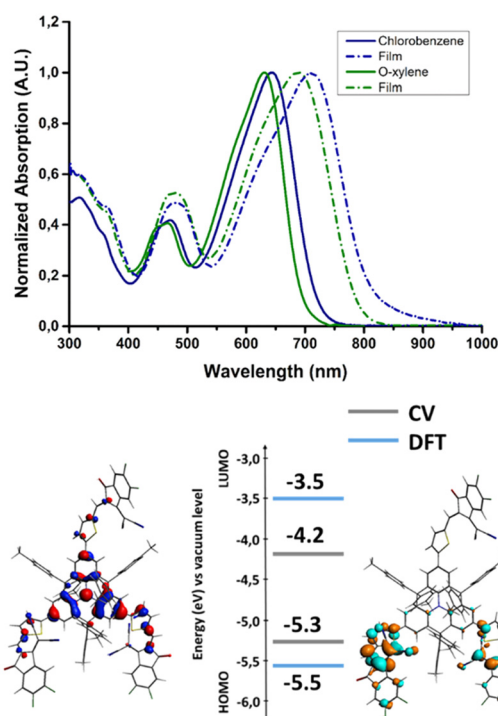 1,2
1,0
0,8
0,6
0,4
0,2
0,0
Normalized Absorption (A.U.)
Chlorobenzene
Film
O-xylene
Film
300 400 500 600 700 800 900 1000
Wavelength (nm)
CV
DFT
LUMO
HOMO
Energy (eV) vs vacuum level
-3,0
-3,5
-4,0
-4,5
-5,0
-5,5
-6,0
-3.5
-4.2
-5.3
-5.5